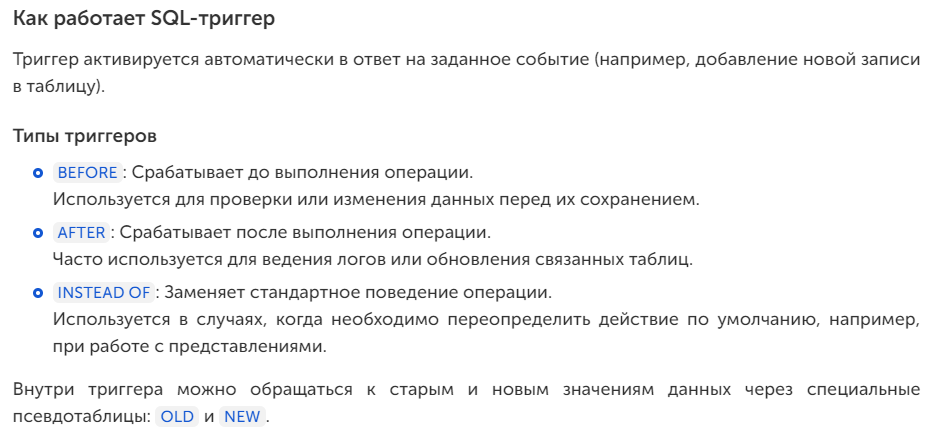 Как работает SQL-триггер
Триггер активируется автоматически в ответ на заданное событие (например, добавление новой записи
в таблицу).
Типы триггеров
BEFORE: Срабатывает до выполнения операции.
Используется для проверки или изменения данных перед их сохранением.
AFTER: Срабатывает после выполнения операции.
Часто используется для ведения логов или обновления связанных таблиц.
INSTEAD OF: Заменяет стандартное поведение операции.
Используется в случаях, когда необходимо переопределить действие по умолчанию, например,
при работе с представлениями.
Внутри триггера можно обращаться к старым и новым значениям данных через специальные
псевдотаблицы: OLD и NEW.